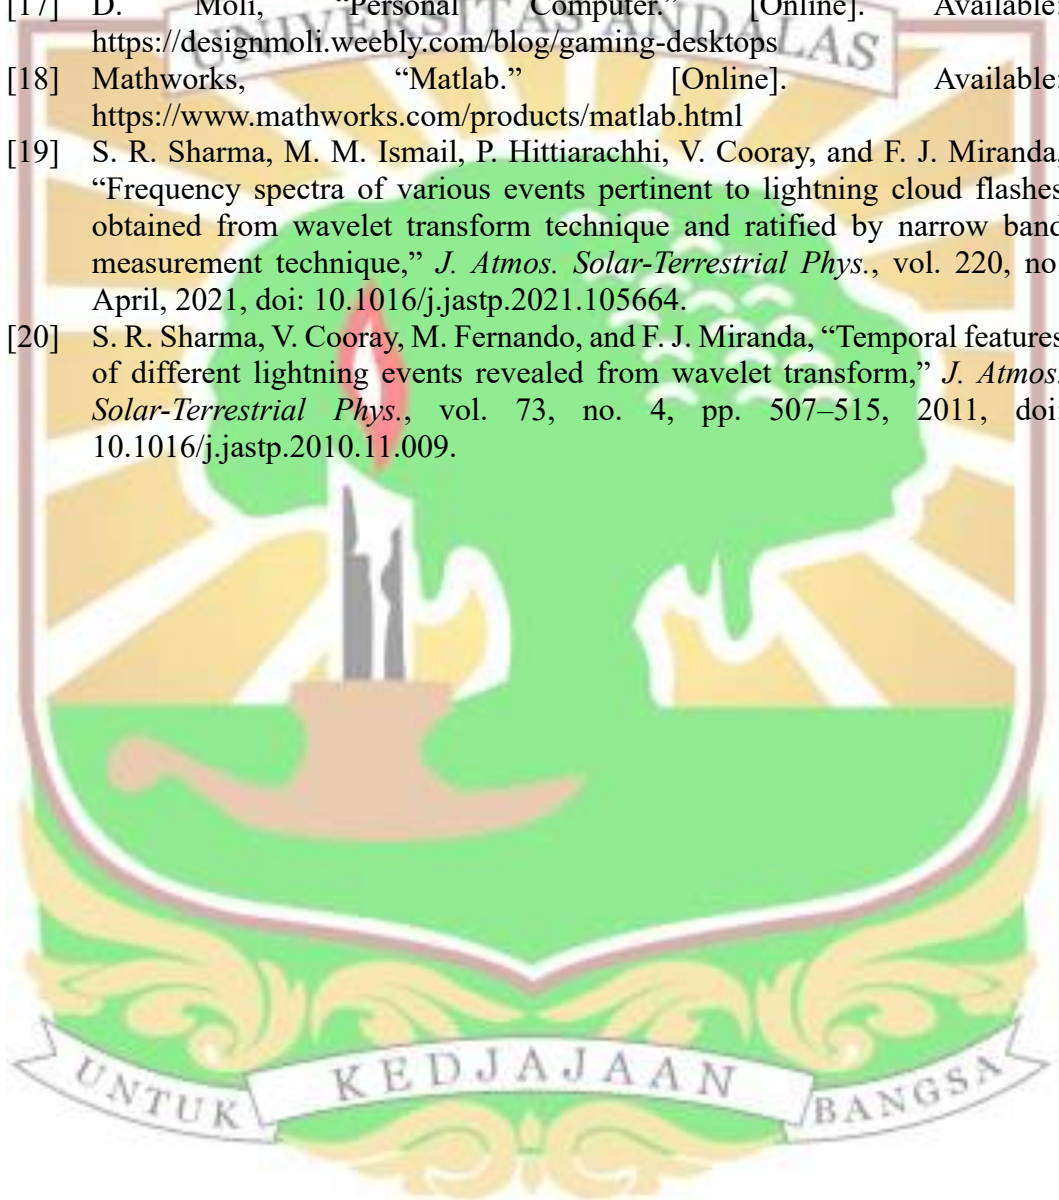 [17] D. Moli, “Personal Computer.” [Online]. Available:
https://designmoli.weebly.com/blog/gaming-desktops
[18] Mathworks, “Matlab.” [Online]. Available:
https://www.mathworks.com/products/matlab.html
[19] S. R. Sharma, M. M. Ismail, P. Hittiarachhi, V. Cooray, and F. J. Miranda,
“Frequency spectra of various events pertinent to lightning cloud flashes
obtained from wavelet transform technique and ratified by narrow band
measurement technique,” J. Atmos. Solar-Terrestrial Phys., vol. 220, no.
April, 2021, doi: 10.1016/j.jastp.2021.105664.
[20] S. R. Sharma, V. Cooray, M. Fernando, and F. J. Miranda, “Temporal features
of different lightning events revealed from wavelet transform,” J. Atmos.
Solar-Terrestrial Phys., vol. 73, no. 4, pp. 507–515, 2011, doi:
10.1016/j.jastp.2010.11.009.
UNIVERSITAS ANDALAS
UNTUK KEDJAJAAN BANGSA